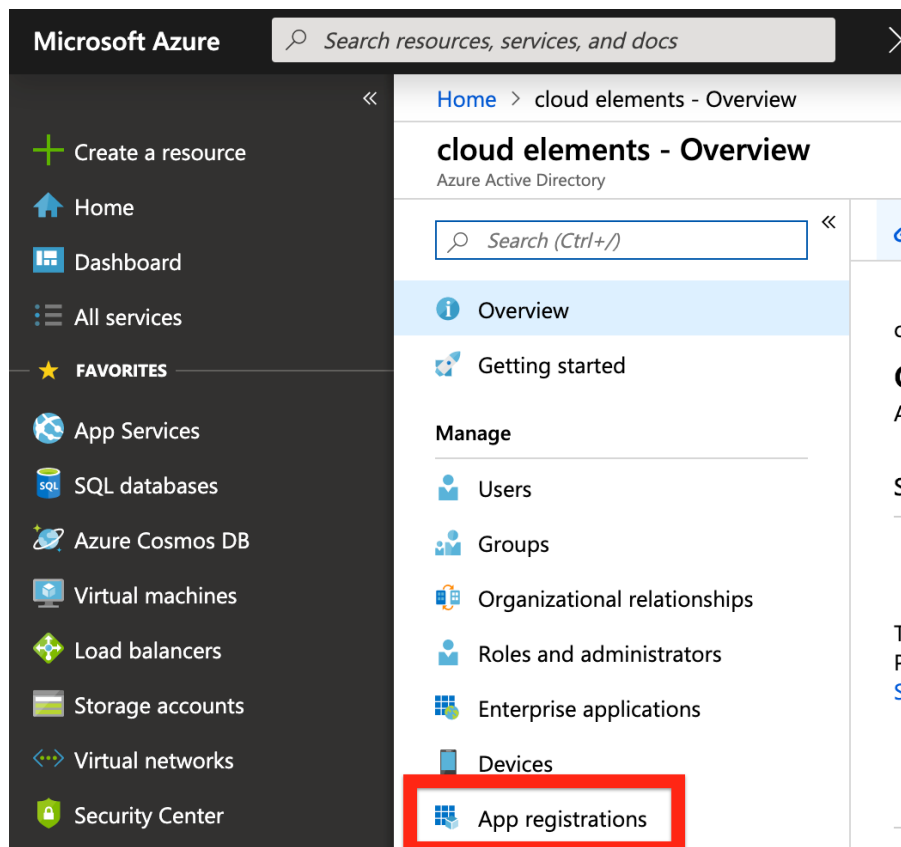 Microsoft Azure
Search resources, services, and docs
Create a resource
Home
Dashboard
All services
FAVORITES
App Services
SQL databases
SQL
Azure Cosmos DB
Virtual machines
Load balancers
Storage accounts
Virtual networks
Security Center
Home > cloud elements - Overview
cloud elements - Overview
Azure Active Directory
Search (Ctrl+/)
Overview
Getting started
Manage
Users
Groups
Organizational relationships
Roles and administrators
Enterprise applications
Devices
App registrations